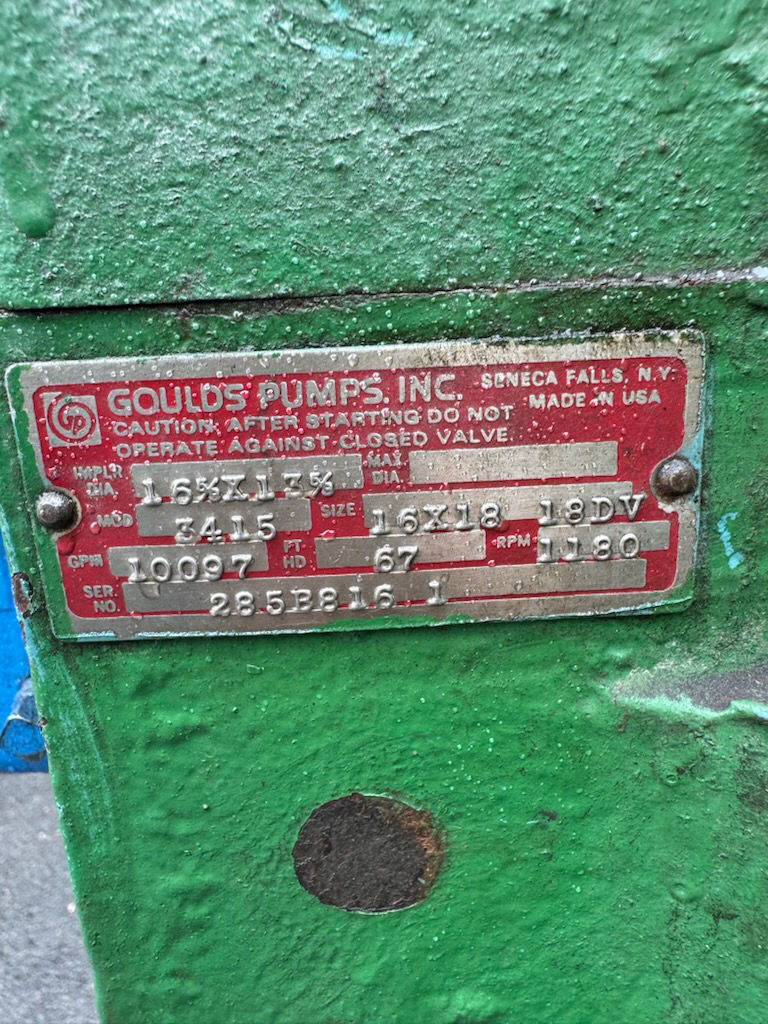 GP GOULDS PUMPS, INC. SENECA FALLS, N.Y.
CAUTION, AFTER STARTING DO NOT MADE IN USA
OPERATE AGAINST CLOSED VALVE
IMPLR DIA. 16⅝X13⅝ MAX. DIA.
MOD 3415 SIZE 16X18 18DV
GPM 10097 FT HD 67 RPM 1180
SER. NO. 285B816 1